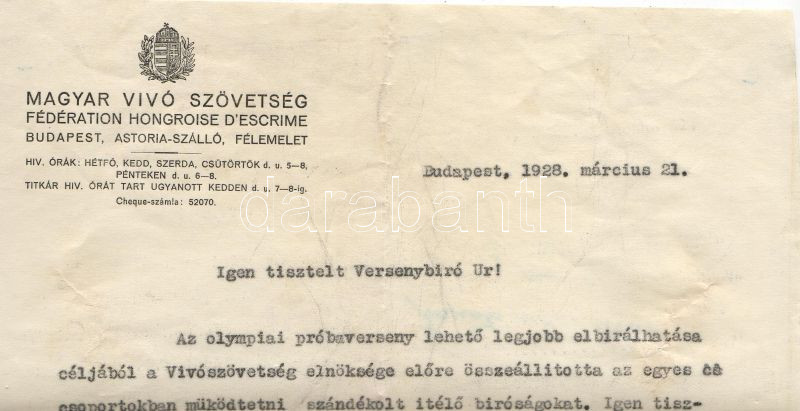 MAGYAR VIVÓ SZÖVETSÉG
FÉDÉRATION HONGROISE D'ESCRIME
BUDAPEST, ASTORIA-SZÁLLÓ, FÉLEMELET
HIV. ÓRÁK: HÉTFŐ, KEDD, SZERDA, CSÜTÖRTÖK d. u. 5—8,
PÉNTEKEN d. u. 6—8.
TITKÁR HIV. ÓRÁT TART UGYANOTT KEDDEN d. u. 7—8-ig.
Cheque-számla: 52070.
Budapest, 1928. március 21.
darabanth
Igen tisztelt Versenybiró Ur!
Az olympiai próbaverseny lehető legjobb elbirálhatása
céljából a Vivószövetség elnöksége előre összeállitotta az egyes
csoportokban müködtetni szándékolt itélő biróságokat. Igen tisz-